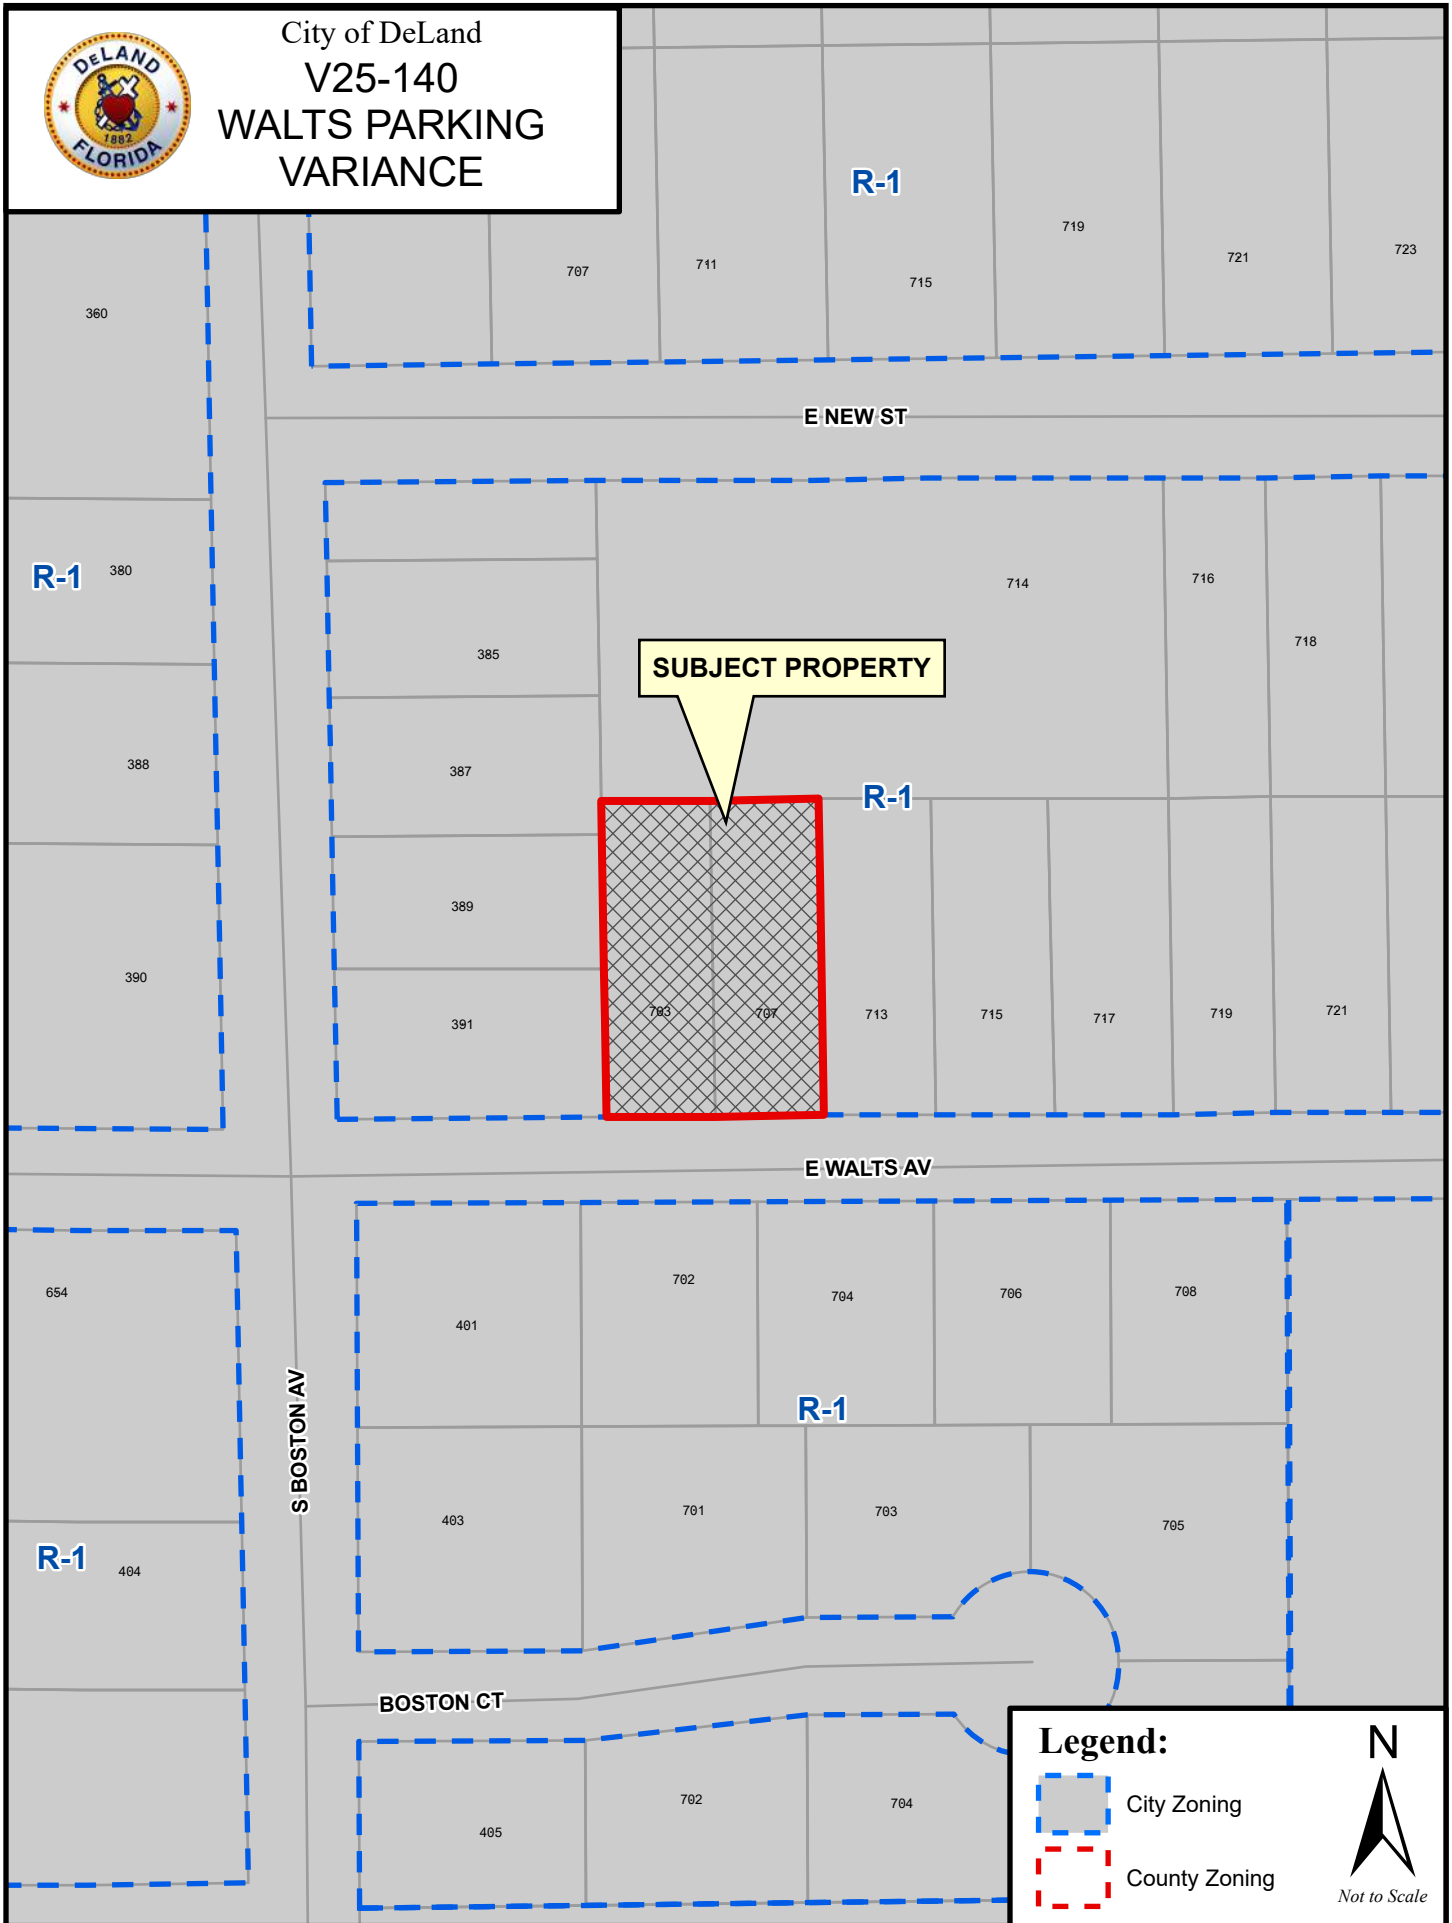 City of DeLand
V25-140
WALTS PARKING
VARIANCE
DeLAND
1882
FLORIDA
R-1
707
711
715
719
721
723
360
E NEW ST
R-1
380
388
390
385
387
389
391
714
716
718
SUBJECT PROPERTY
R-1
703
707
713
715
717
719
721
E WALTS AV
654
401
702
704
706
708
S BOSTON AV
R-1
403
701
703
705
R-1
404
BOSTON CT
405
702
704
Legend:
City Zoning
County Zoning
N
Not to Scale